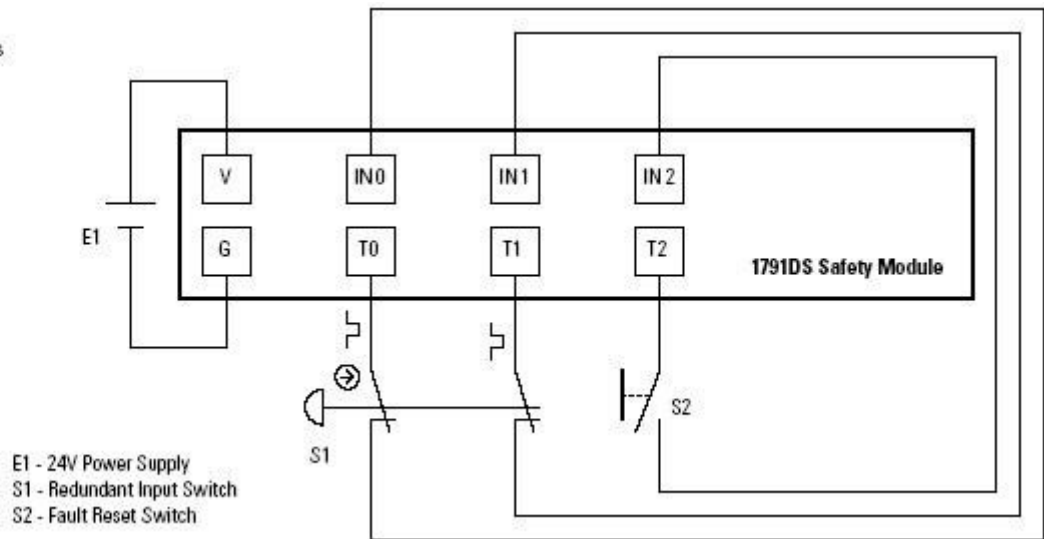 V
IN0
IN1
IN2
E1
G
T0
T1
T2
1791DS Safety Module
S1
S2
E1 - 24V Power Supply
S1 - Redundant Input Switch
S2 - Fault Reset Switch